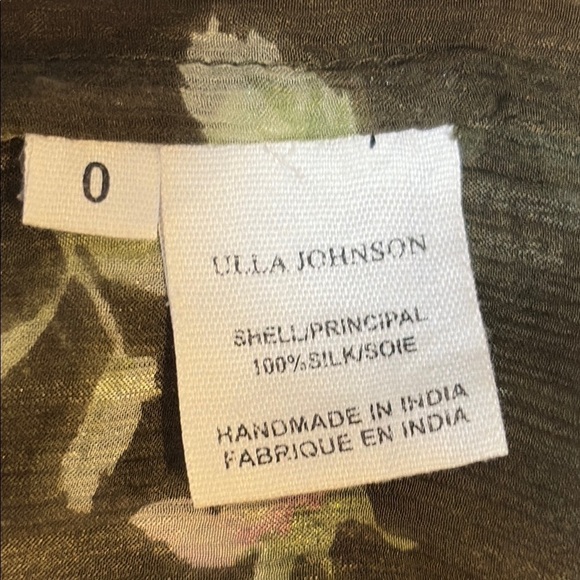 0
ULLA JOHNSON
SHELL/PRINCIPAL
100%SILK/SOIE
HANDMADE IN INDIA
FABRIQUE EN INDIA